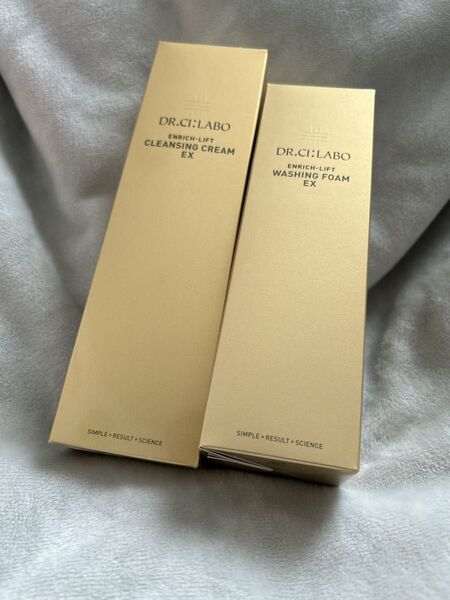 DR.CI:LABO
ENRICH-LIFT
CLEANSING CREAM
EX
SIMPLE+RESULT+SCIENCE
DR.CI:LABO
ENRICH-LIFT
WASHING FOAM
EX
SIMPLE+RESULT+SCIENCE